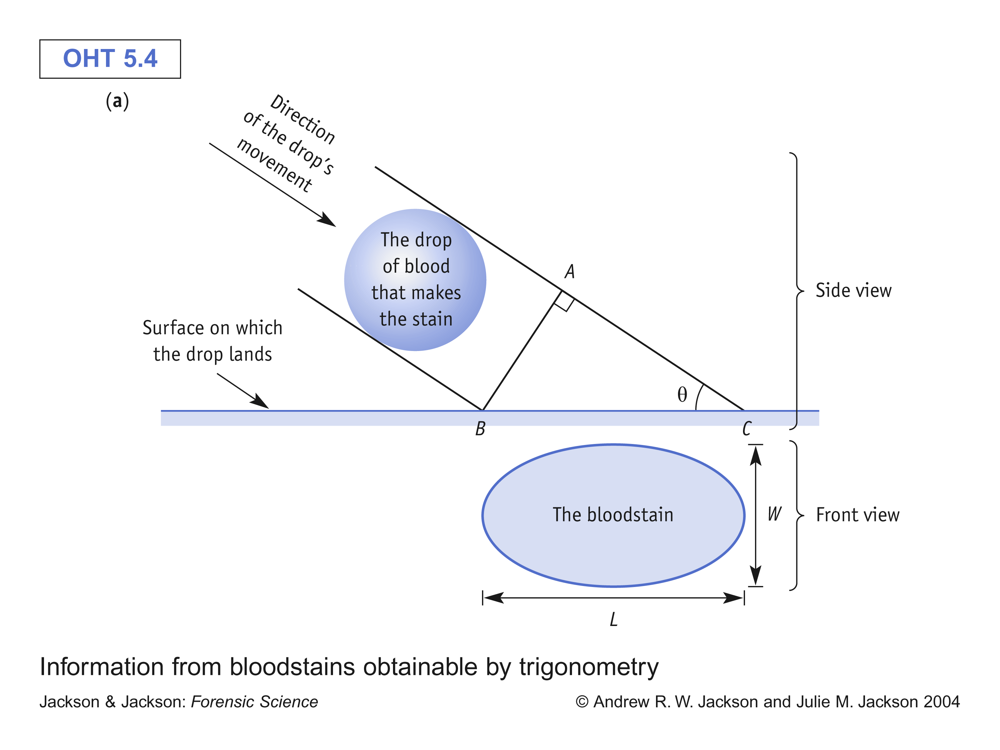 OHT 5.4
(a)
Direction
of the drop's
movement
The drop
of blood
that makes
the stain
A
Side view
Surface on which
the drop lands
θ
B
C
The bloodstain
W
Front view
L
Information from bloodstains obtainable by trigonometry
Jackson & Jackson: Forensic Science
© Andrew R. W. Jackson and Julie M. Jackson 2004